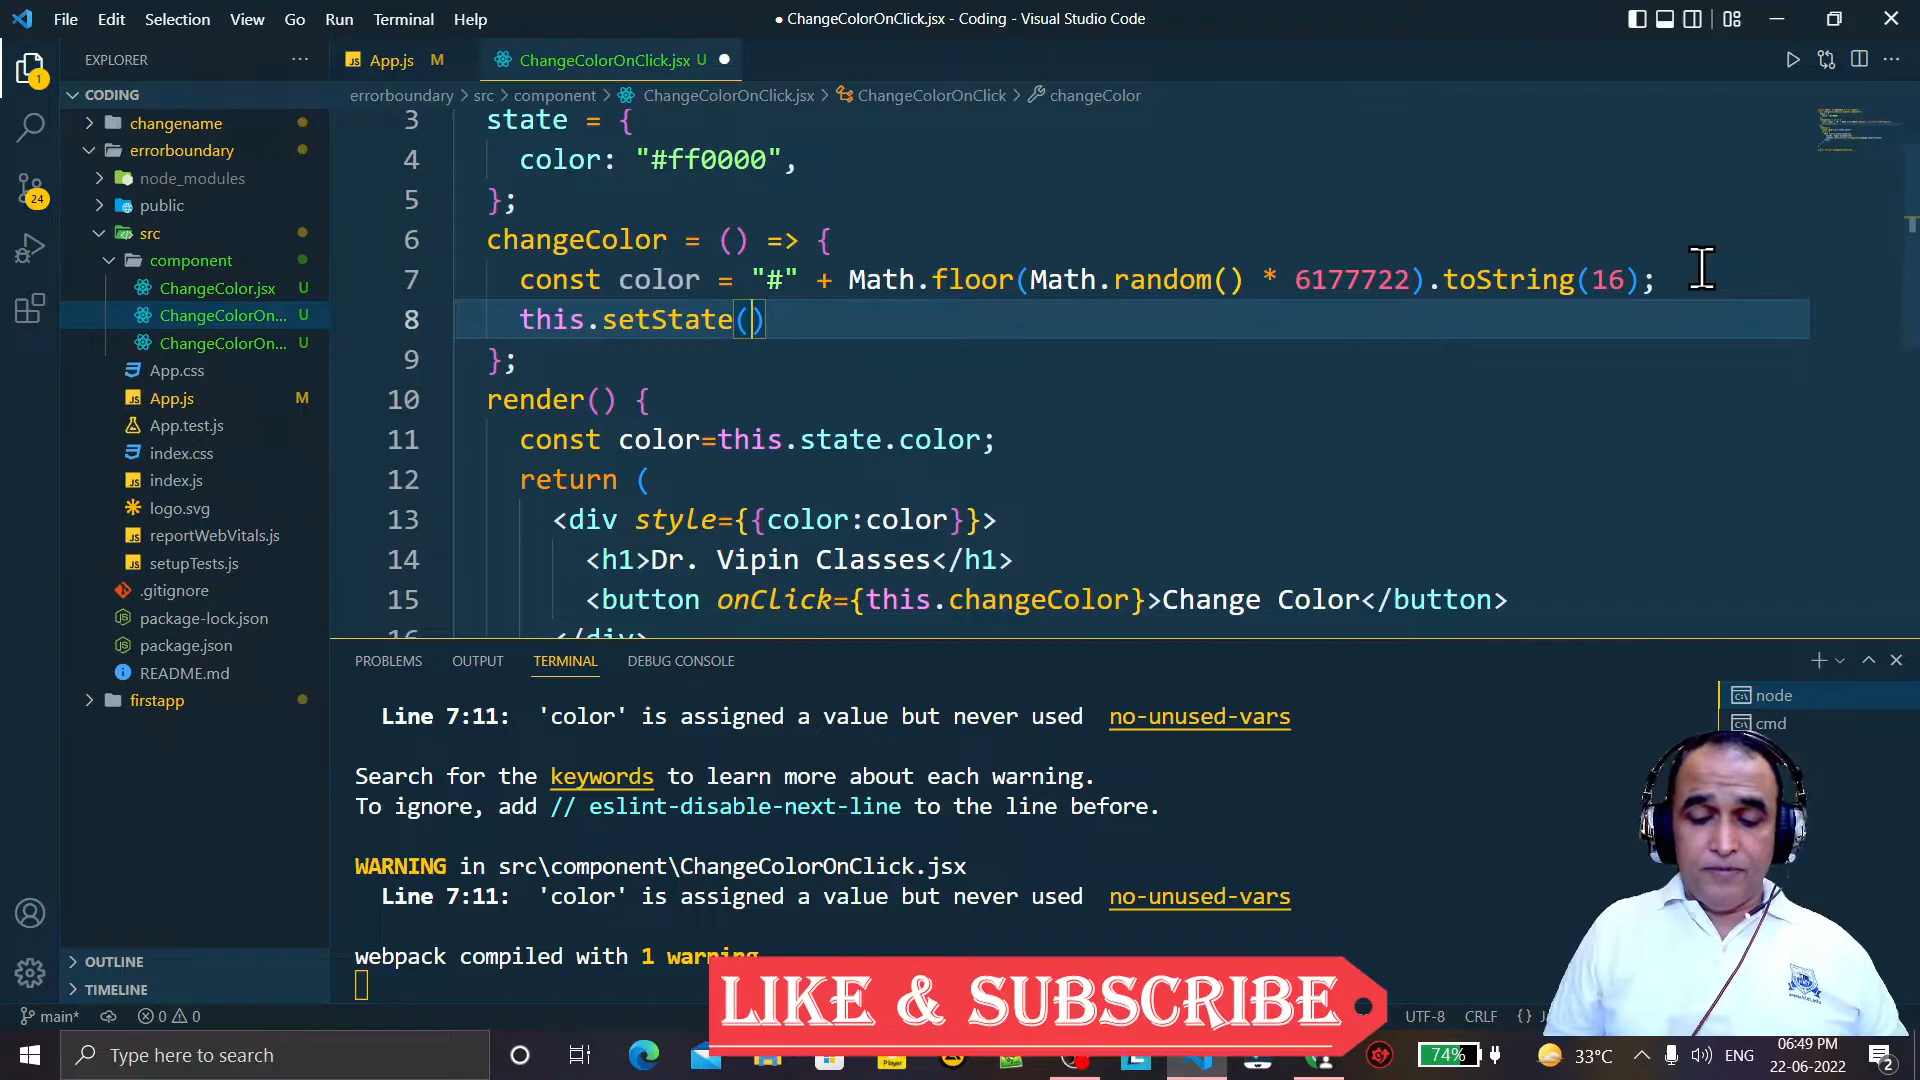 File Edit Selection View Go Run Terminal Help
● ChangeColorOnClick.jsx - Coding - Visual Studio Code
EXPLORER ...
CODING
changename
errorboundary
node_modules
public
src
component
ChangeColor.jsx U
ChangeColorOn... U
ChangeColorOn... U
App.css
App.js M
App.test.js
index.css
index.js
logo.svg
reportWebVitals.js
setupTests.js
.gitignore
package-lock.json
package.json
README.md
firstapp
OUTLINE
TIMELINE
1
24
App.js M
ChangeColorOnClick.jsx U ●
errorboundary > src > component > ChangeColorOnClick.jsx > ChangeColorOnClick > changeColor
3 state = {
4 color: "#ff0000",
5 };
6 changeColor = () => {
7 const color = "#" + Math.floor(Math.random() * 6177722).toString(16);
8 this.setState()
9 };
10 render() {
11 const color=this.state.color;
12 return (
13 <div style={{color:color}}>
14 <h1>Dr. Vipin Classes</h1>
15 <button onClick={this.changeColor}>Change Color</button>
16 </div>
PROBLEMS OUTPUT TERMINAL DEBUG CONSOLE
node
cmd
Line 7:11: 'color' is assigned a value but never used no-unused-vars
Search for the keywords to learn more about each warning.
To ignore, add // eslint-disable-next-line to the line before.
WARNING in src\component\ChangeColorOnClick.jsx
Line 7:11: 'color' is assigned a value but never used no-unused-vars
webpack compiled with 1 warning
LIKE & SUBSCRIBE
main* 0 0
UTF-8 CRLF {}
Type here to search
74%
33°C
ENG
06:49 PM
22-06-2022
2